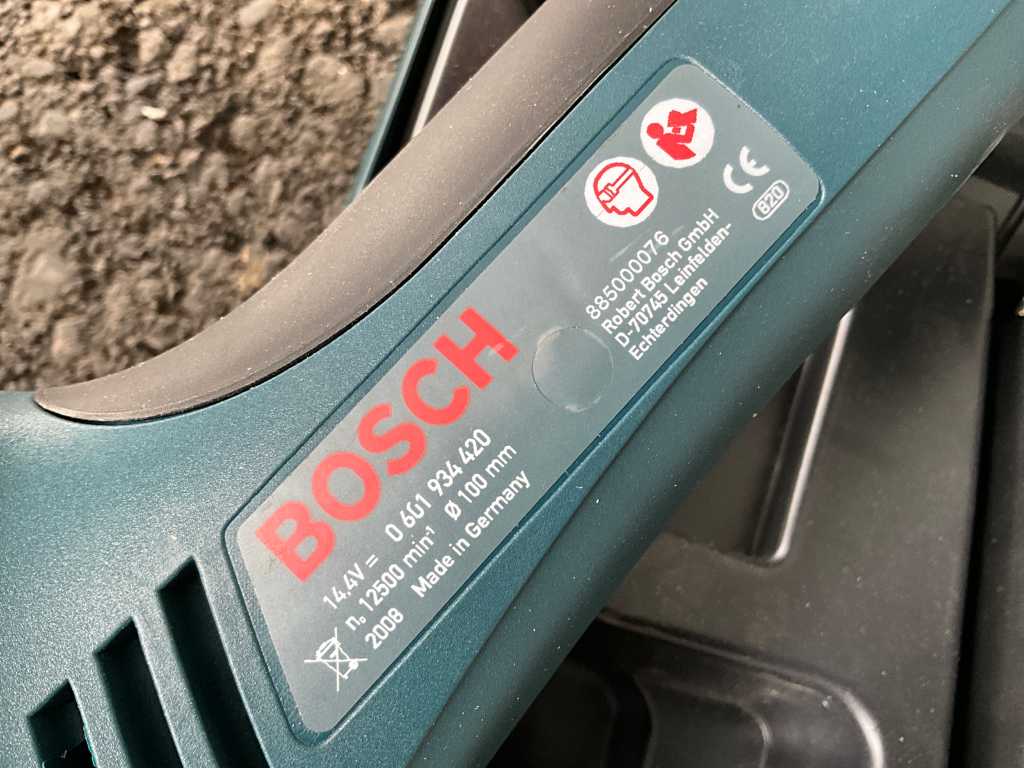 BOSCH
14.4V = 0 601 934 420
n₀ 12500 min⁻¹ Ø 100 mm
2008 Made in Germany
885000076
Robert Bosch GmbH
D-70745 Leinfelden-
Echterdingen
CE
820